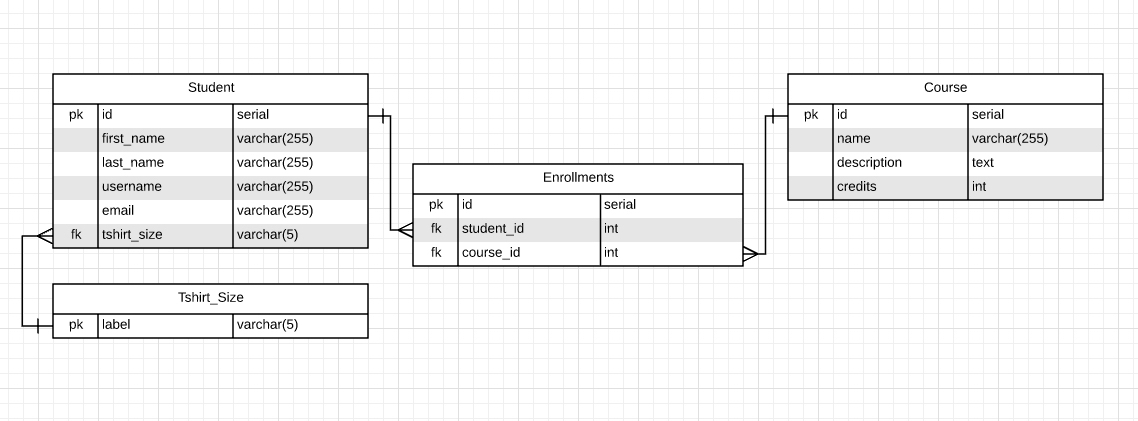 Student
pk id serial
first_name varchar(255)
last_name varchar(255)
username varchar(255)
email varchar(255)
fk tshirt_size varchar(5)
Tshirt_Size
pk label varchar(5)
Enrollments
pk id serial
fk student_id int
fk course_id int
Course
pk id serial
name varchar(255)
description text
credits int